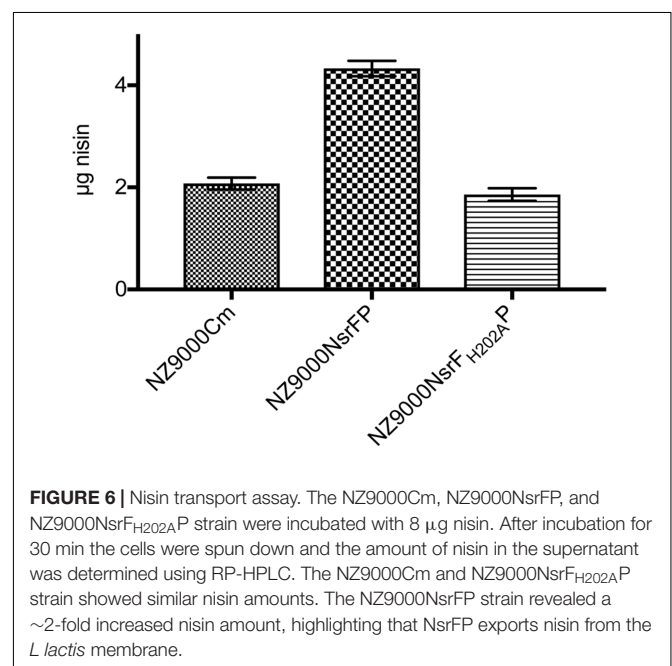 4
µg nisin
2
0
NZ9000Cm
NZ9000NsrFP
NZ9000NsrF H202A P
FIGURE 6 | Nisin transport assay. The NZ9000Cm, NZ9000NsrFP, and
NZ9000NsrFH202AP strain were incubated with 8 µg nisin. After incubation for
30 min the cells were spun down and the amount of nisin in the supernatant
was determined using RP-HPLC. The NZ9000Cm and NZ9000NsrFH202AP
strain showed similar nisin amounts. The NZ9000NsrFP strain revealed a
∼2-fold increased nisin amount, highlighting that NsrFP exports nisin from the
L lactis membrane.